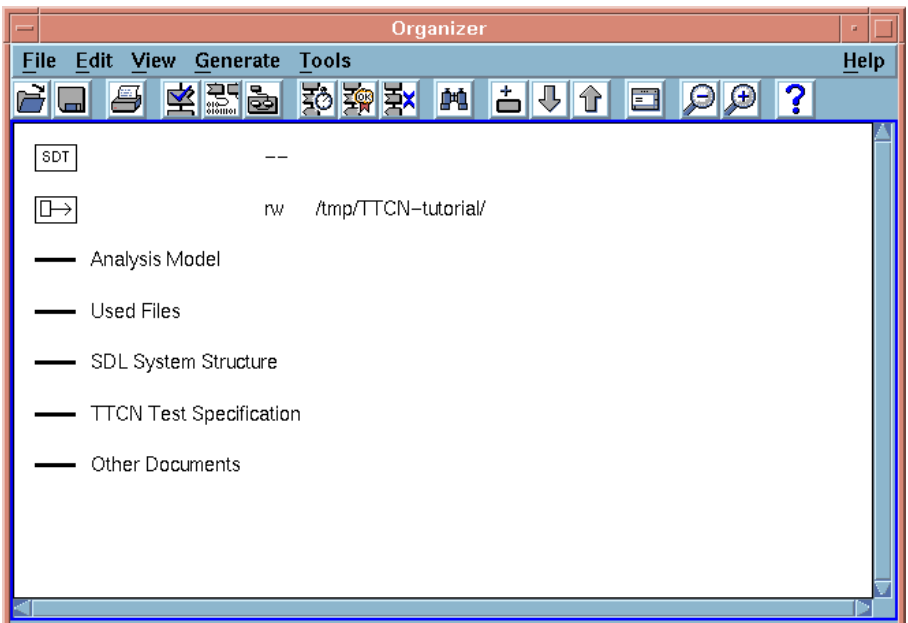 Organizer
File Edit View Generate Tools Help
SDT --
rw /tmp/TTCN-tutorial/
Analysis Model
Used Files
SDL System Structure
TTCN Test Specification
Other Documents